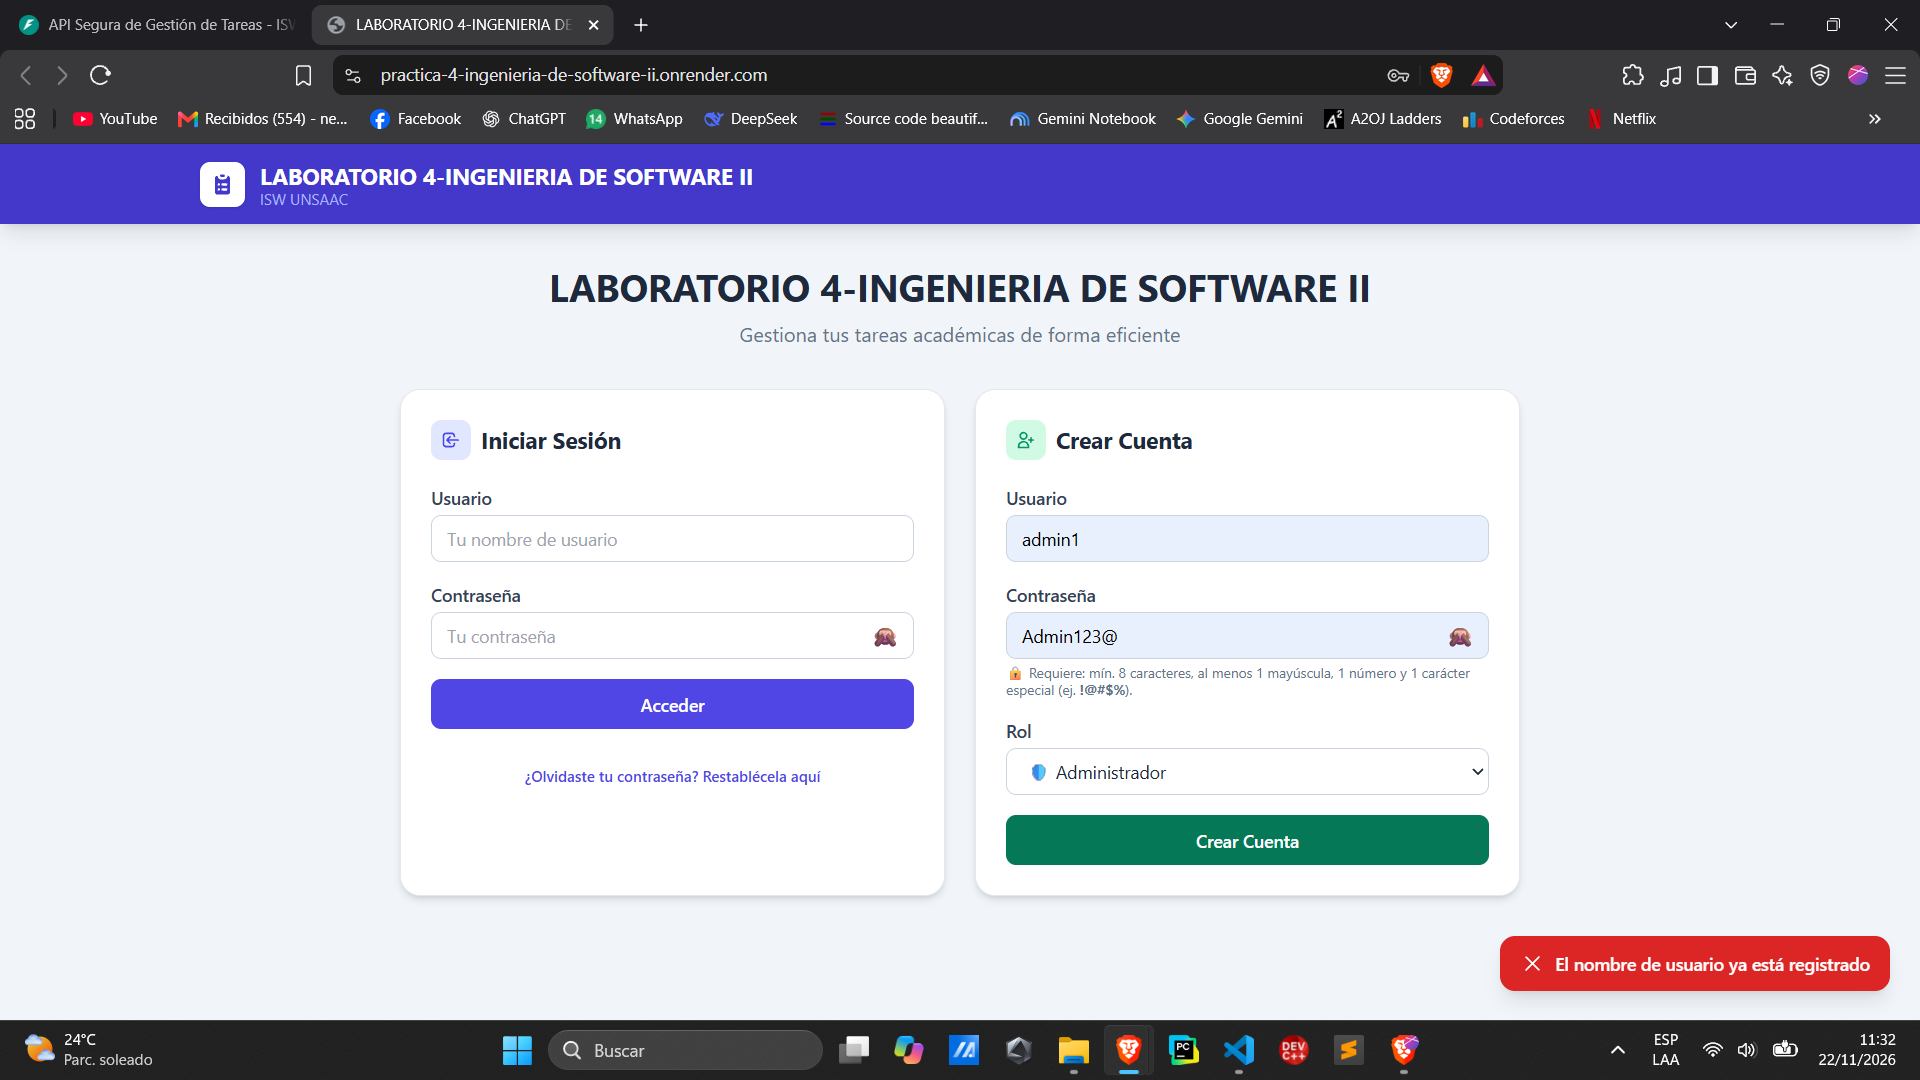 API Segura de Gestión de Tareas - ISW
LABORATORIO 4-INGENIERIA DE
practica-4-ingenieria-de-software-ii.onrender.com
YouTube
Recibidos (554) - ne...
Facebook
ChatGPT
14
WhatsApp
DeepSeek
Source code beautif...
Gemini Notebook
Google Gemini
A2
A2OJ Ladders
Codeforces
Netflix
LABORATORIO 4-INGENIERIA DE SOFTWARE II
ISW UNSAAC
LABORATORIO 4-INGENIERIA DE SOFTWARE II
Gestiona tus tareas académicas de forma eficiente
Iniciar Sesión
Usuario
Tu nombre de usuario
Contraseña
Tu contraseña
Acceder
¿Olvidaste tu contraseña? Restablécela aquí
Crear Cuenta
Usuario
admin1
Contraseña
Admin123@
Requiere: mín. 8 caracteres, al menos 1 mayúscula, 1 número y 1 carácter
especial (ej. !@#$%).
Rol
Administrador
Crear Cuenta
El nombre de usuario ya está registrado
24°C
Parc. soleado
Buscar
PC
DEV
C++
ESP
LAA
11:32
22/11/2026